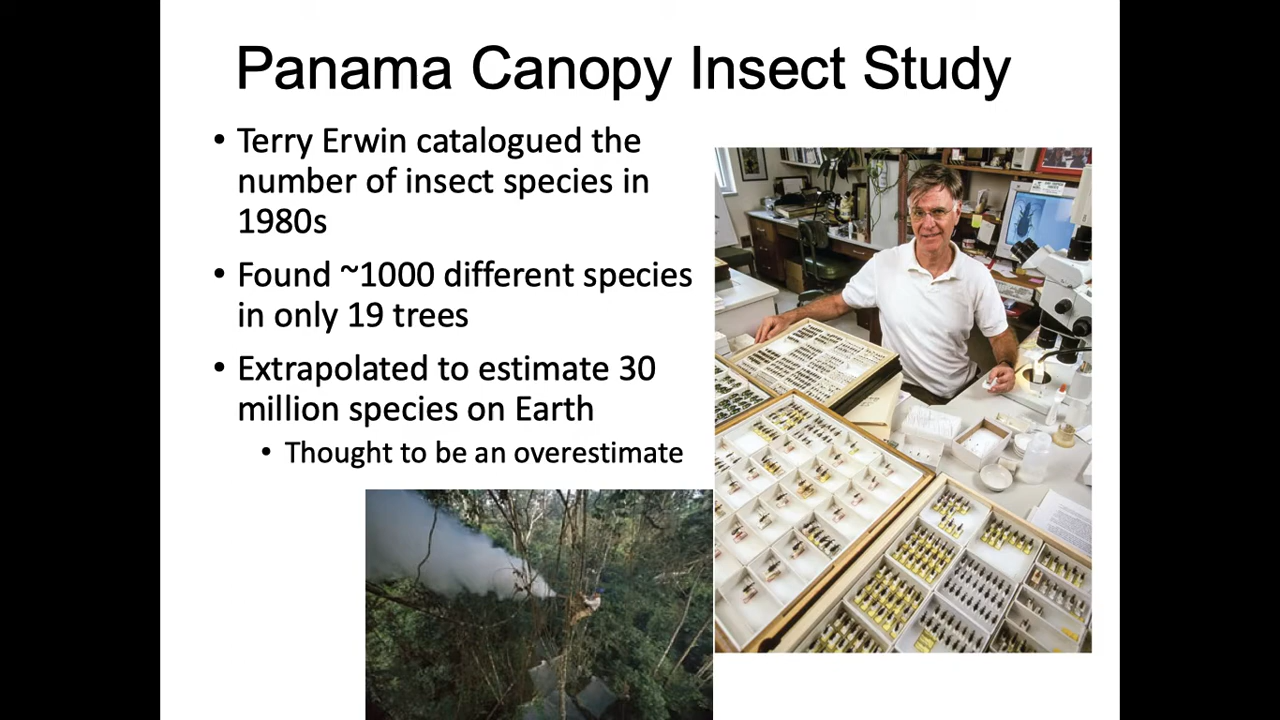 Panama Canopy Insect Study
• Terry Erwin catalogued the
number of insect species in
1980s
• Found ~1000 different species
in only 19 trees
• Extrapolated to estimate 30
million species on Earth
• Thought to be an overestimate